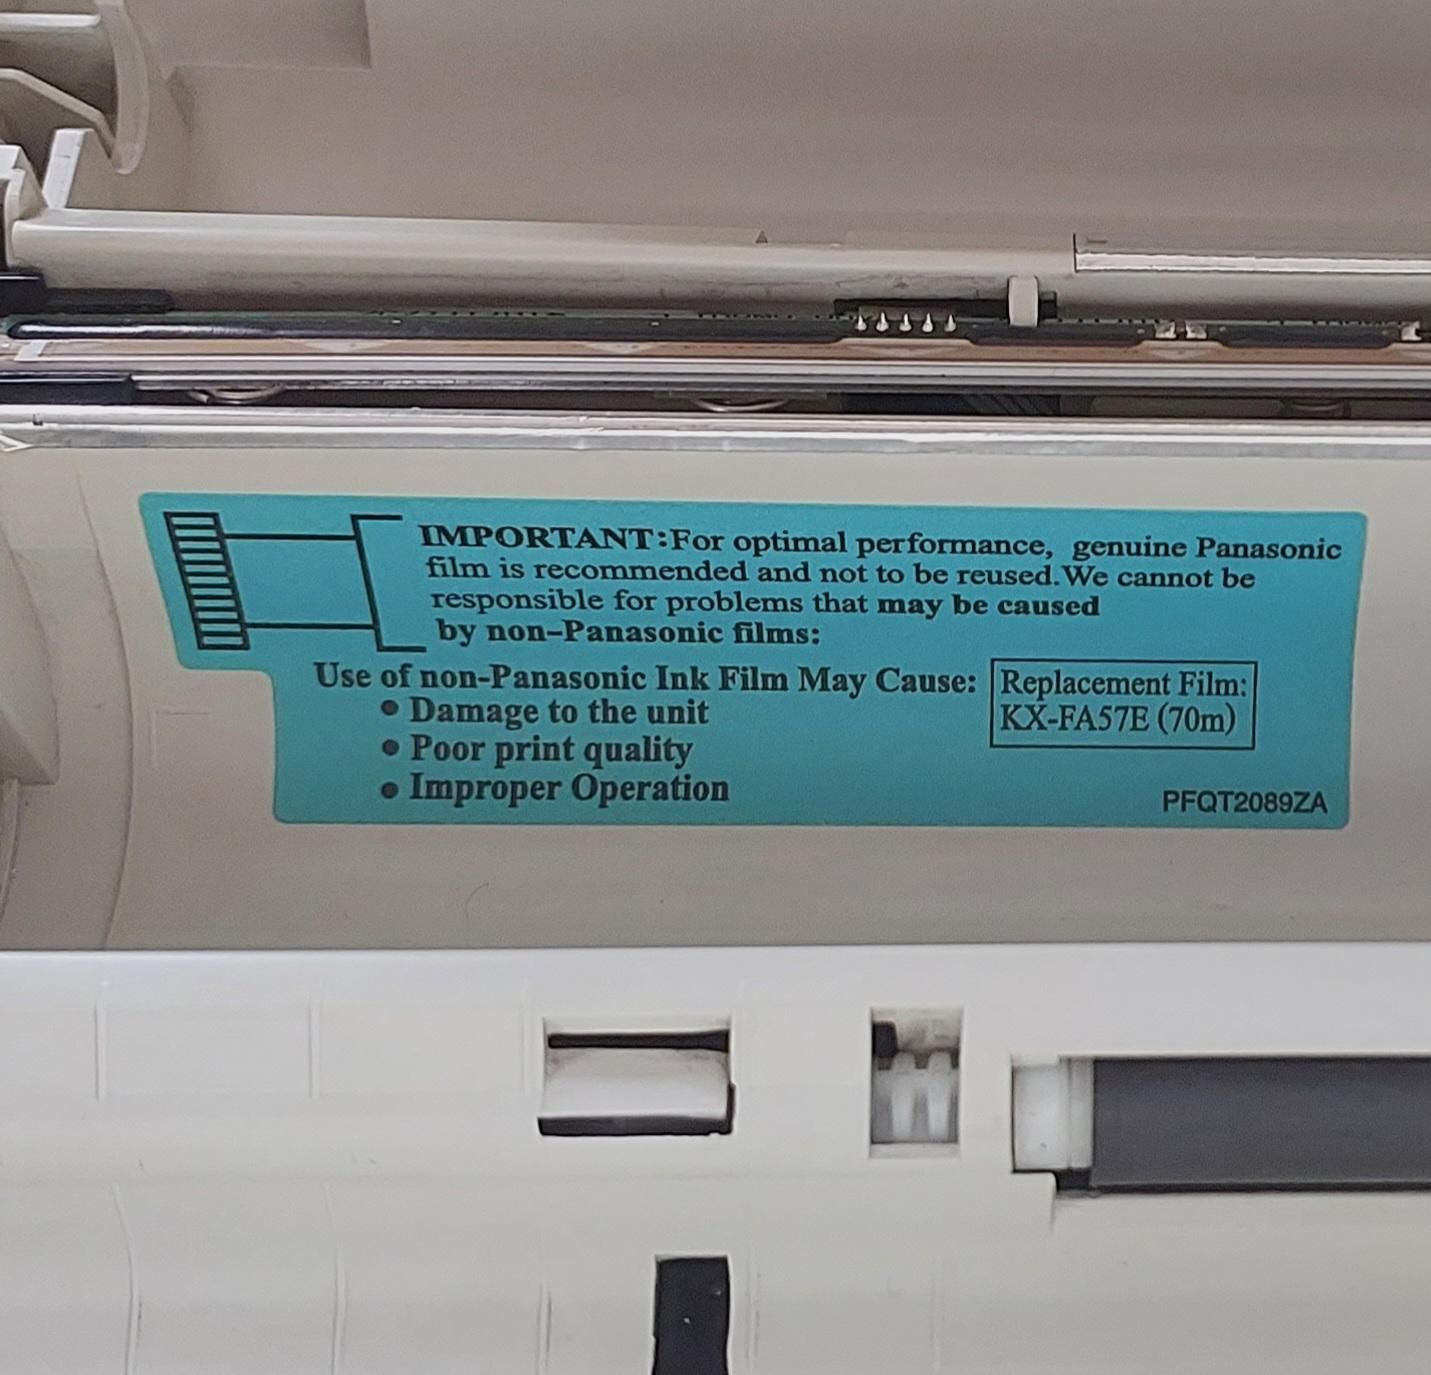 IMPORTANT:For optimal performance, genuine Panasonic
film is recommended and not to be reused.We cannot be
responsible for problems that may be caused
by non-Panasonic films:
Use of non-Panasonic Ink Film May Cause:
• Damage to the unit
• Poor print quality
• Improper Operation
Replacement Film:
KX-FA57E (70m)
PFQT2089ZA